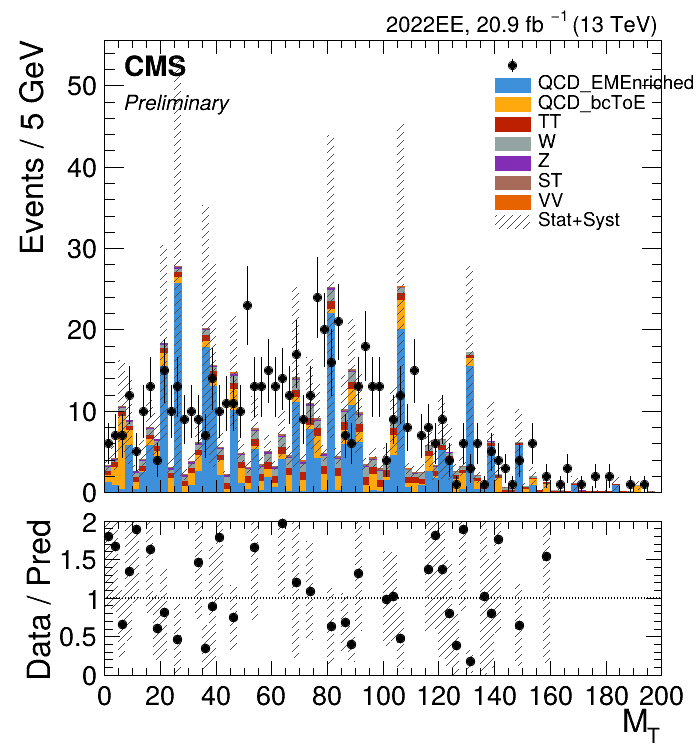 2022EE, 20.9 fb⁻¹ (13 TeV)
CMS
Preliminary
QCD_EMEnriched
QCD_bcToE
TT
W
Z
ST
VV
Stat+Syst
Events / 5 GeV
50
40
30
20
10
0
Data / Pred
2
1.5
1
0.5
0
0 20 40 60 80 100 120 140 160 180 200
M_T